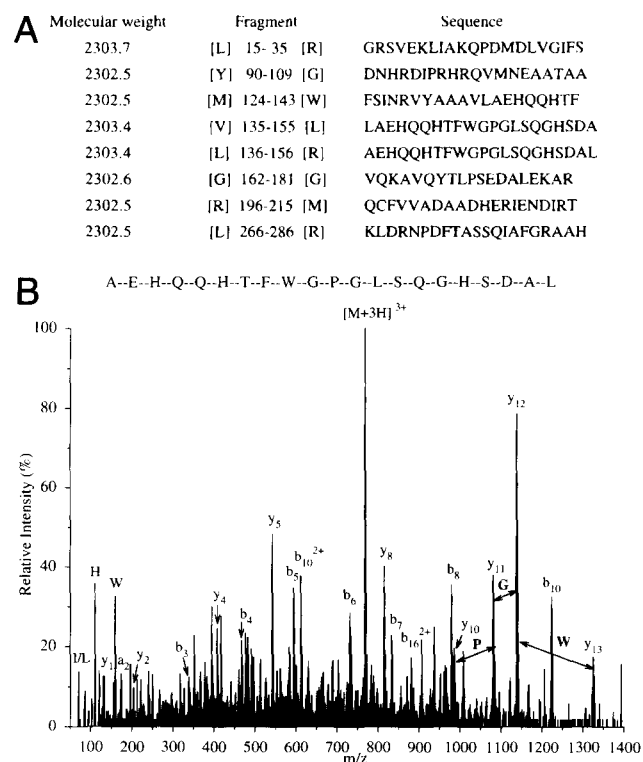 A
Molecular weight Fragment Sequence
2303.7 [L] 15- 35 [R] GRSVEKLIAKQPDMDLVGIFS
2302.5 [Y] 90-109 [G] DNHRDIPRHRQVMNEAATAA
2302.5 [M] 124-143 [W] FSINRVYAAAVLAEHQQHTF
2303.4 [V] 135-155 [L] LAEHQQHTFWGPGLSQGHSDA
2303.4 [L] 136-156 [R] AEHQQHTFWGPGLSQGHSDAL
2302.6 [G] 162-181 [G] VQKAVQYTLPSEDALEKAR
2302.5 [R] 196-215 [M] QCFVVADAADHERIENDIRT
2302.5 [L] 266-286 [R] KLDRNPDFTASSQIAFGRAAH
B
A--E--H--Q--Q--H--T--F--W--G--P--G--L--S--Q--G--H--S--D--A--L
[M+3H] 3+
100
80
60
40
20
0
Relative Intensity (%)
I/L
H
y1
W
a2
y2
b3
y4
b4
y5
b5
b10 2+
b6
y8
b7
b16 2+
b8
y10
P
y11
G
y12
W
b10
y13
100 200 300 400 500 600 700 800 900 1000 1100 1200 1300 1400
m/z